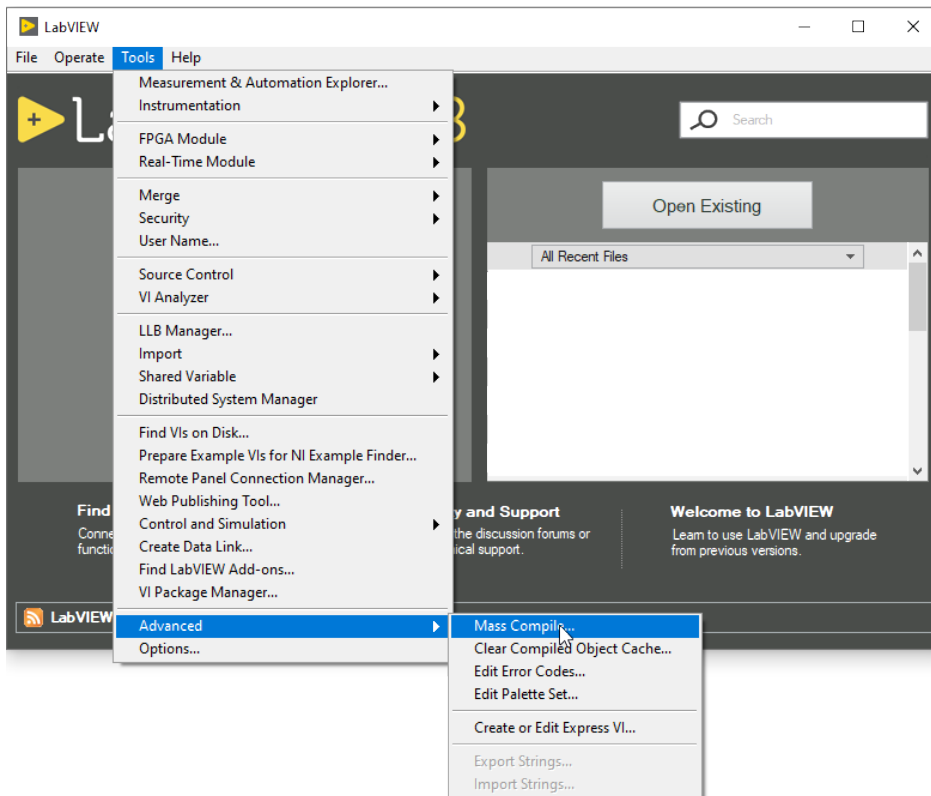 LabVIEW
File Operate Tools Help
Measurement & Automation Explorer...
Instrumentation
FPGA Module
Real-Time Module
Merge
Security
User Name...
Source Control
VI Analyzer
LLB Manager...
Import
Shared Variable
Distributed System Manager
Find VIs on Disk...
Prepare Example VIs for NI Example Finder...
Remote Panel Connection Manager...
Web Publishing Tool...
Control and Simulation
Create Data Link...
Find LabVIEW Add-ons...
VI Package Manager...
Advanced
Options...
Mass Compile...
Clear Compiled Object Cache...
Edit Error Codes...
Edit Palette Set...
Create or Edit Express VI...
Export Strings...
Import Strings...
Search
Open Existing
All Recent Files
Find
y and Support
the discussion forums or
ical support.
Welcome to LabVIEW
Learn to use LabVIEW and upgrade
from previous versions.
LabVIEW